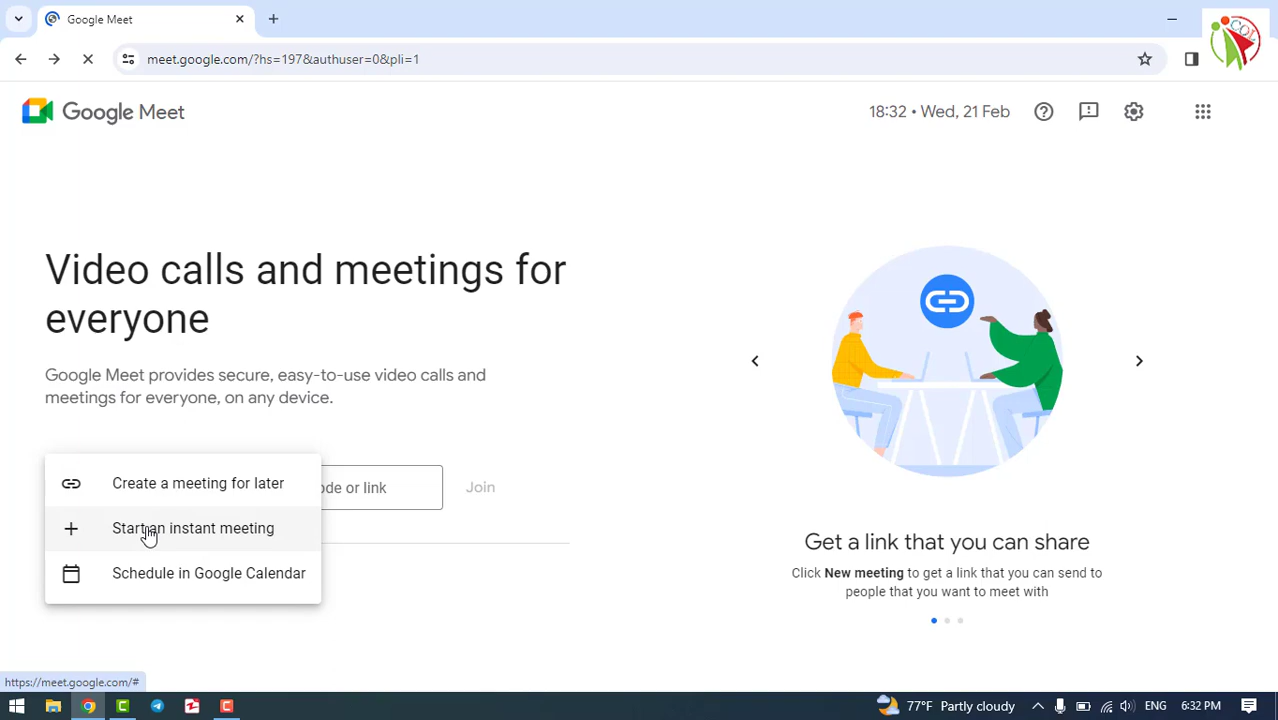 Google Meet
meet.google.com/?hs=197&authuser=0&pli=1
COL
Google Meet
18:32 • Wed, 21 Feb
Video calls and meetings for
everyone
Google Meet provides secure, easy-to-use video calls and
meetings for everyone, on any device.
Create a meeting for later
ode or link
Join
Start an instant meeting
Schedule in Google Calendar
Get a link that you can share
Click New meeting to get a link that you can send to
people that you want to meet with
https://meet.google.com/#
77°F Partly cloudy
ENG
6:32 PM